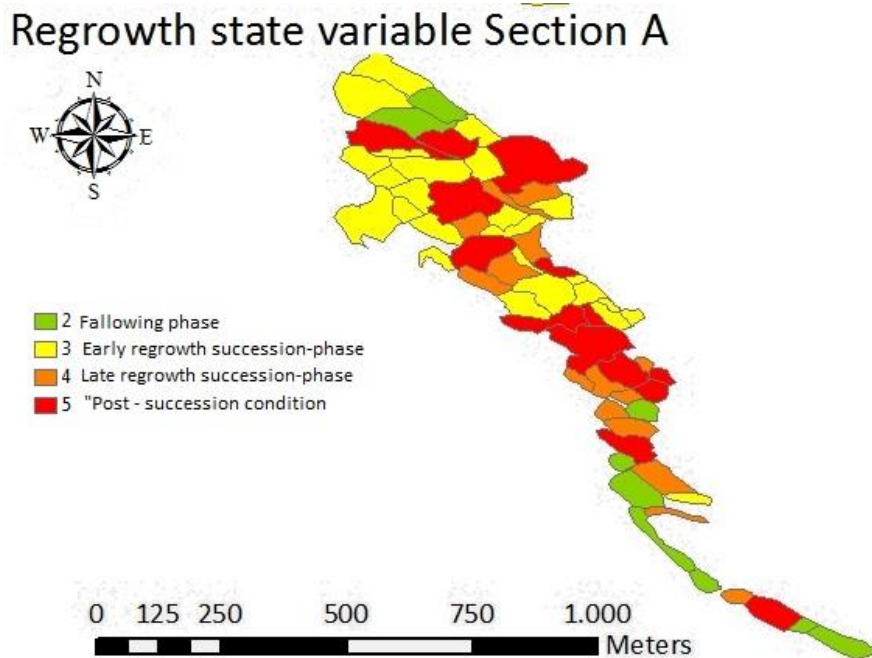 Regrowth state variable Section A
N
W E
S
2 Fallowing phase
3 Early regrowth succession-phase
4 Late regrowth succession-phase
5 "Post - succession condition
0 125 250 500 750 1.000
Meters